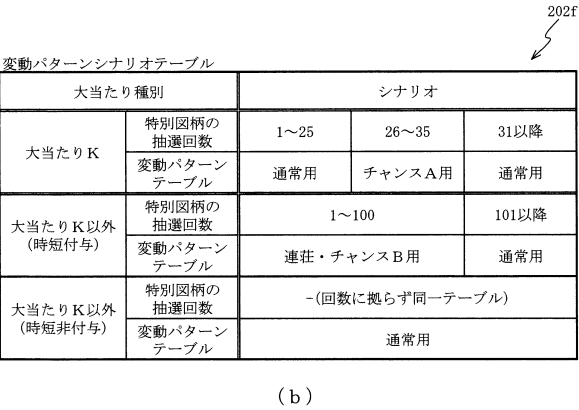 202f
変動パターンシナリオテーブル
大当たり種別 シナリオ
大当たりK
特別図柄の
抽選回数
1～25 26～35 31以降
変動パターン
テーブル
通常用 チャンスA用 通常用
大当たりK以外
(時短付与)
特別図柄の
抽選回数
1～100 101以降
変動パターン
テーブル
連荘・チャンスB用 通常用
大当たりK以外
(時短非付与)
特別図柄の
抽選回数
-(回数に拠らず同一テーブル)
変動パターン
テーブル
通常用
(b)